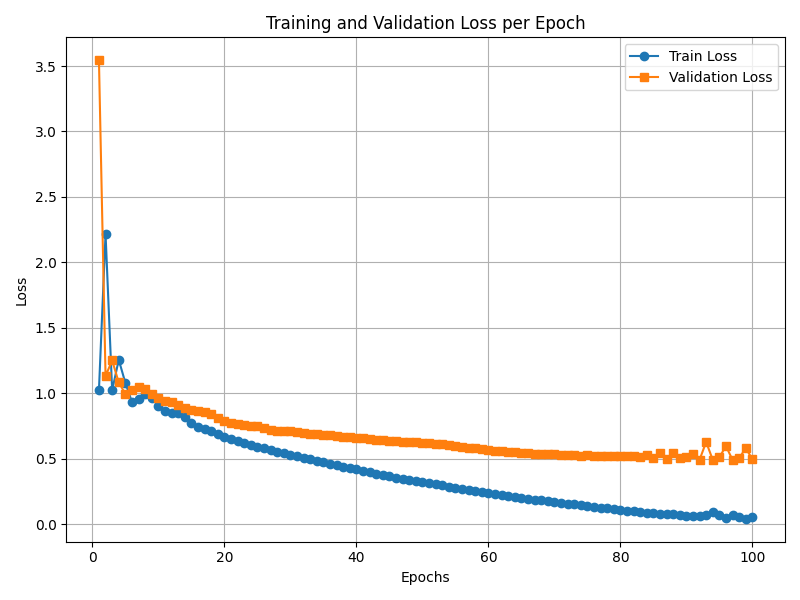 Training and Validation Loss per Epoch
Train Loss
Validation Loss
3.5
3.0
2.5
2.0
1.5
1.0
0.5
0.0
Loss
0 20 40 60 80 100
Epochs